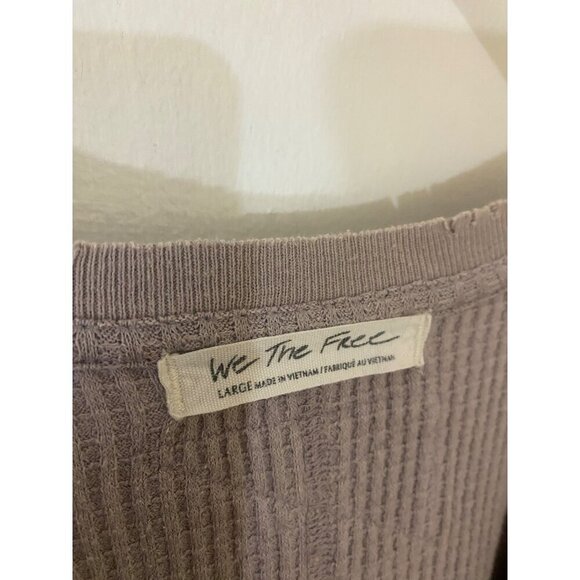 We The Free
LARGE MADE IN VIETNAM / FABRIQUÉ AU VIETNAM